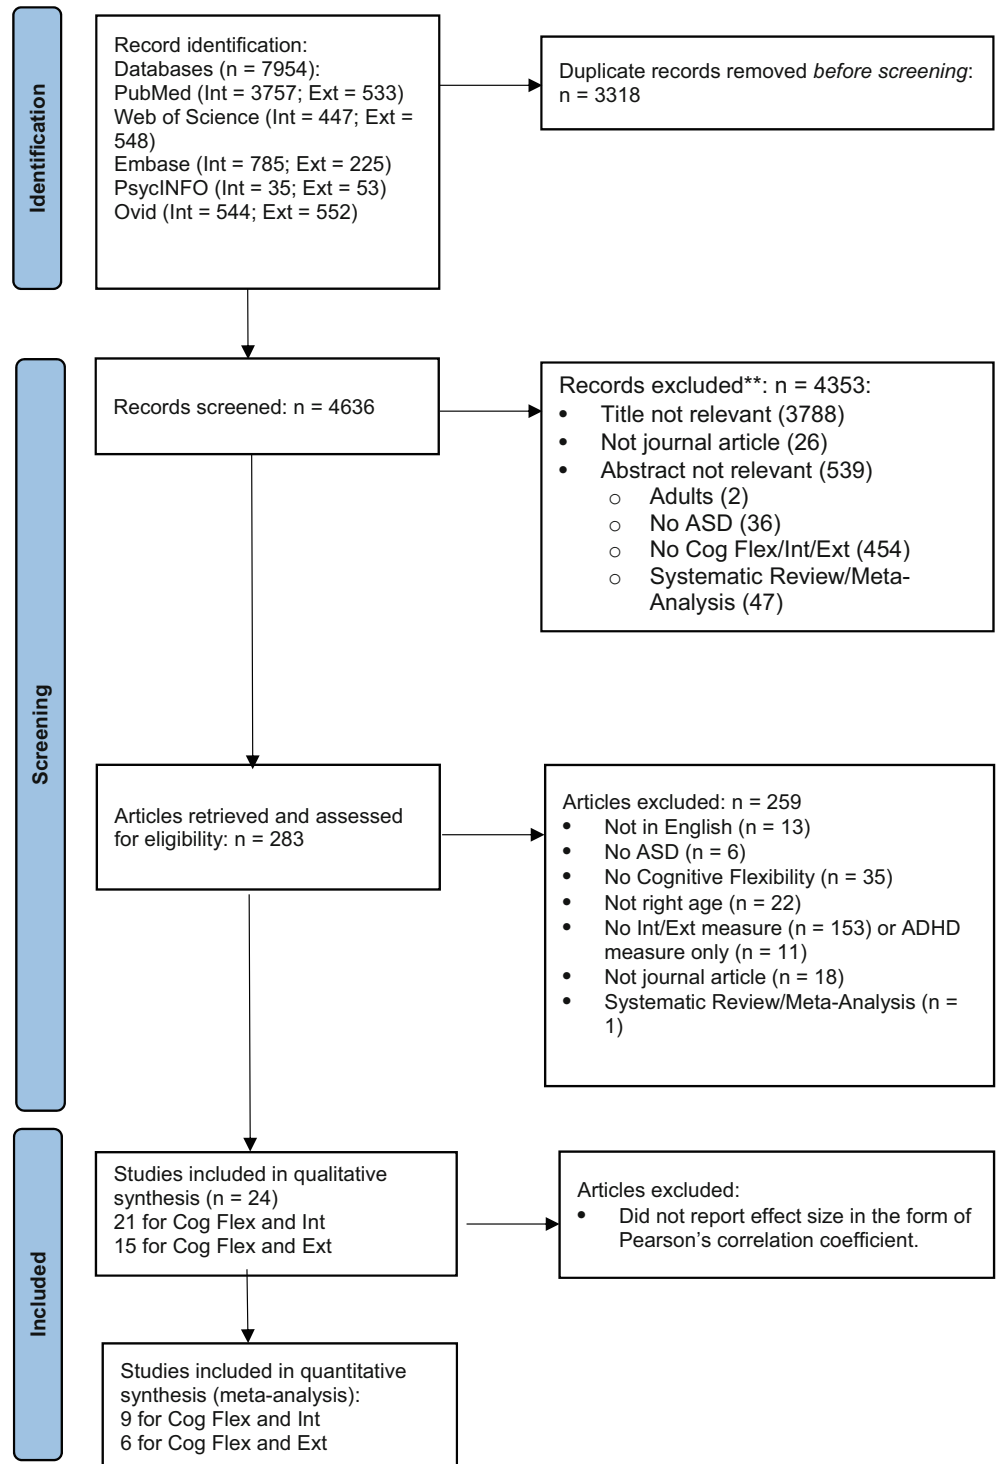 Identification
Record identification:
Databases (n = 7954):
PubMed (Int = 3757; Ext = 533)
Web of Science (Int = 447; Ext =
548)
Embase (Int = 785; Ext = 225)
PsycINFO (Int = 35; Ext = 53)
Ovid (Int = 544; Ext = 552)
Duplicate records removed before screening:
n = 3318
Screening
Records screened: n = 4636
Records excluded**: n = 4353:
• Title not relevant (3788)
• Not journal article (26)
• Abstract not relevant (539)
o Adults (2)
o No ASD (36)
o No Cog Flex/Int/Ext (454)
o Systematic Review/Meta-
Analysis (47)
Articles retrieved and assessed
for eligibility: n = 283
Articles excluded: n = 259
• Not in English (n = 13)
• No ASD (n = 6)
• No Cognitive Flexibility (n = 35)
• Not right age (n = 22)
• No Int/Ext measure (n = 153) or ADHD
measure only (n = 11)
• Not journal article (n = 18)
• Systematic Review/Meta-Analysis (n =
1)
Included
Studies included in qualitative
synthesis (n = 24)
21 for Cog Flex and Int
15 for Cog Flex and Ext
Articles excluded:
• Did not report effect size in the form of
Pearson's correlation coefficient.
Studies included in quantitative
synthesis (meta-analysis):
9 for Cog Flex and Int
6 for Cog Flex and Ext